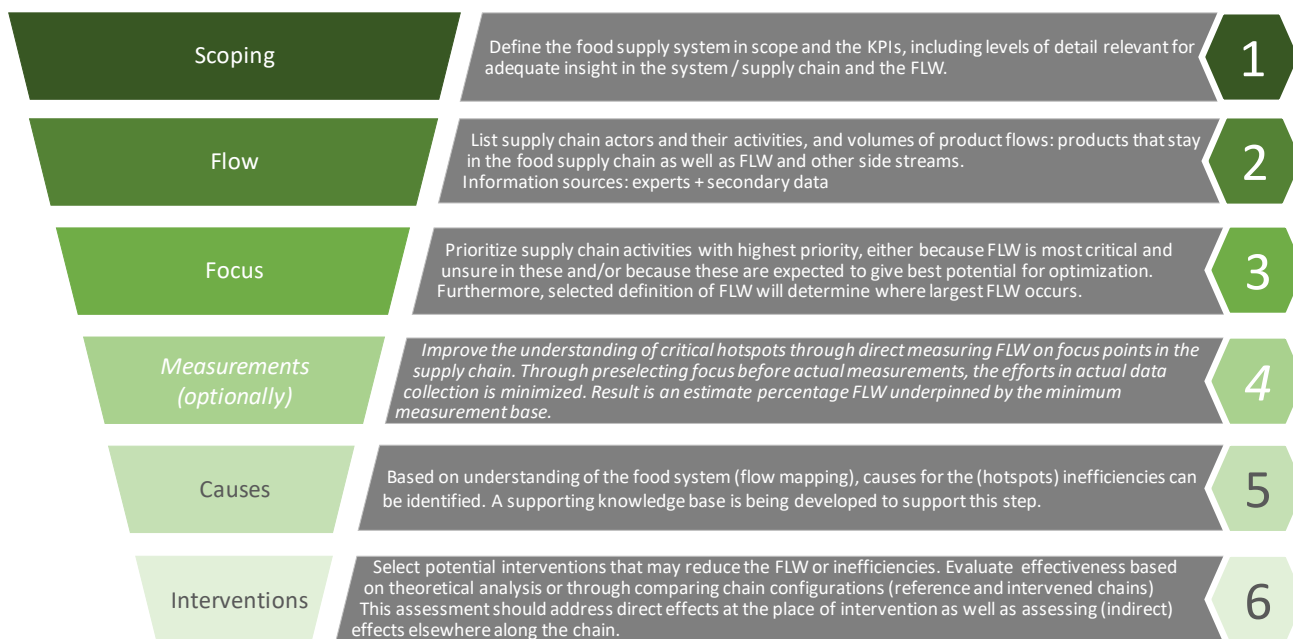 Scoping
Define the food supply system in scope and the KPIs, including levels of detail relevant for
adequate insight in the system / supply chain and the FLW.
1
Flow
List supply chain actors and their activities, and volumes of product flows: products that stay
in the food supply chain as well as FLW and other side streams.
Information sources: experts + secondary data
2
Focus
Prioritize supply chain activities with highest priority, either because FLW is most critical and
unsure in these and/or because these are expected to give best potential for optimization.
Furthermore, selected definition of FLW will determine where largest FLW occurs.
3
Measurements
(optionally)
Improve the understanding of critical hotspots through direct measuring FLW on focus points in the
supply chain. Through preselecting focus before actual measurements, the efforts in actual data
collection is minimized. Result is an estimate percentage FLW underpinned by the minimum
measurement base.
4
Causes
Based on understanding of the food system (flow mapping), causes for the (hotspots) inefficiencies can
be identified. A supporting knowledge base is being developed to support this step.
5
Interventions
Select potential interventions that may reduce the FLW or inefficiencies. Evaluate effectiveness based
on theoretical analysis or through comparing chain configurations (reference and intervened chains)
This assessment should address direct effects at the place of intervention as well as assessing (indirect)
effects elsewhere along the chain.
6